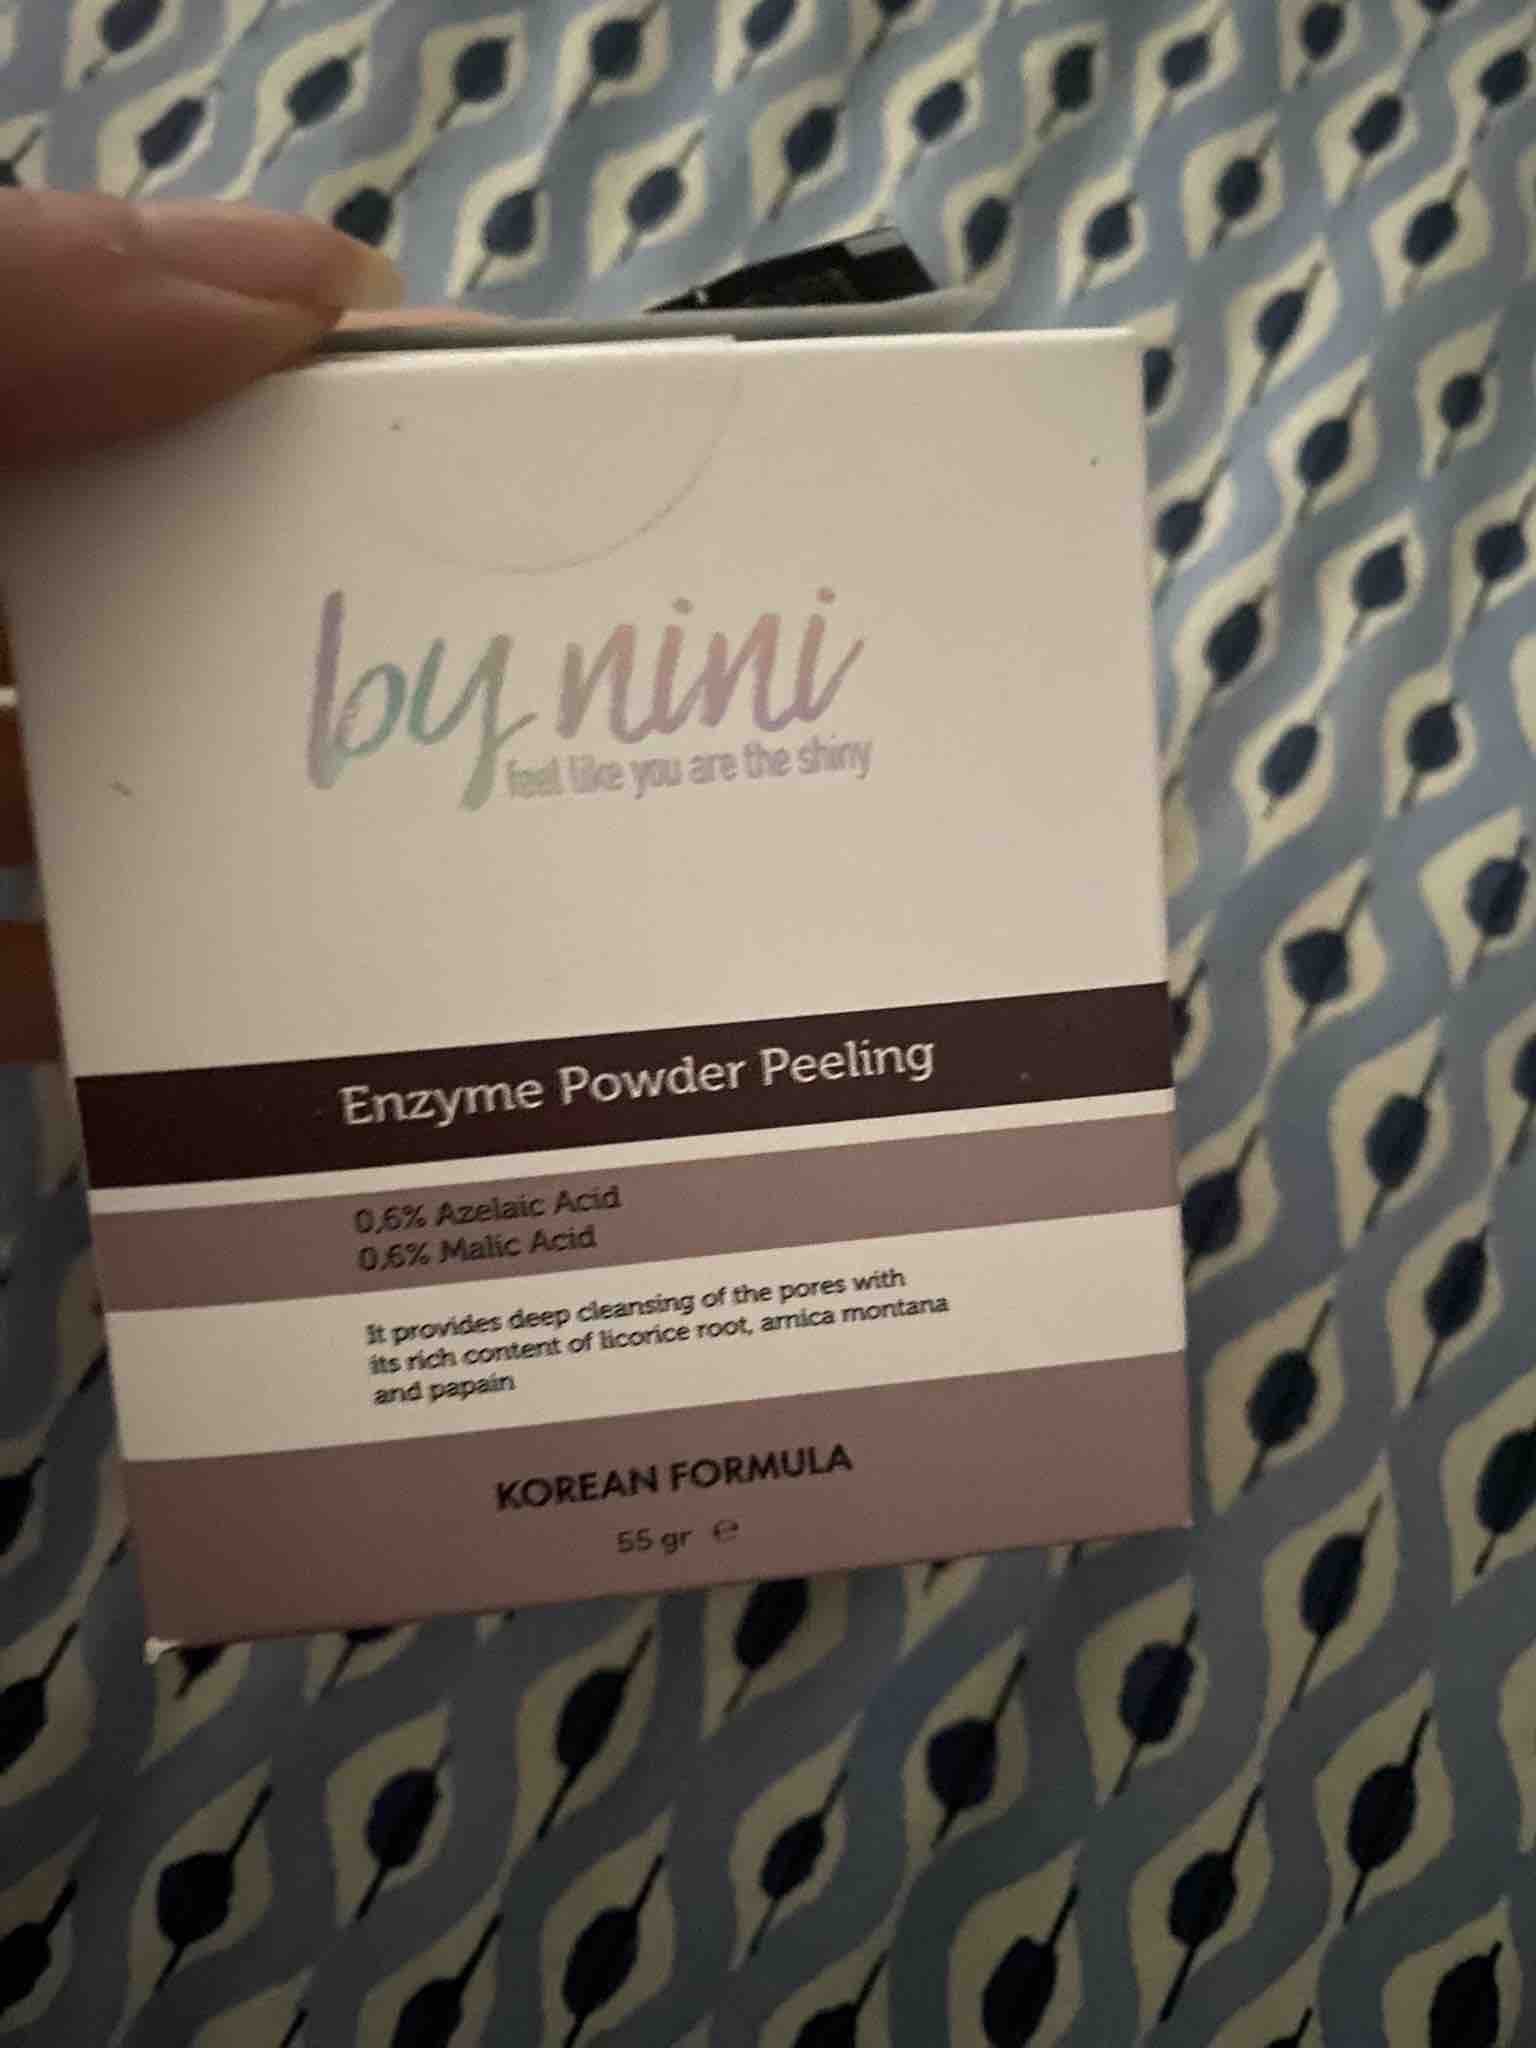 by nini
feel like you are the shiny
Enzyme Powder Peeling
0,6% Azelaic Acid
0,6% Malic Acid
It provides deep cleansing of the pores with
its rich content of licorice root, arnica montana
and papain
KOREAN FORMULA
55 gr ℮